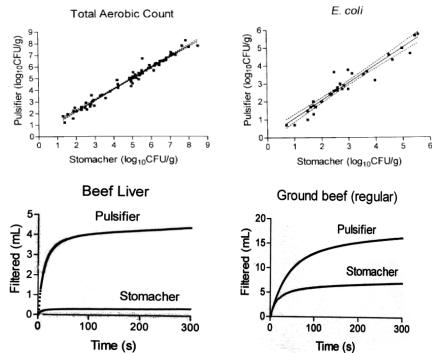 Total Aerobic Count
Pulsifier (log10CFU/g)
9
8
7
6
5
4
3
2
1
0
0 1 2 3 4 5 6 7 8 9
Stomacher (log10CFU/g)
E. coli
Pulsifier (log10CFU/g)
6
5
4
3
2
1
0
0 1 2 3 4 5 6
Stomacher (log10CFU/g)
Beef Liver
Filtered (mL)
5
4
3
2
1
0
Pulsifier
Stomacher
0 100 200 300
Time (s)
Ground beef (regular)
Filtered (mL)
20
15
10
5
0
Pulsifier
Stomacher
0 100 200 300
Time (s)